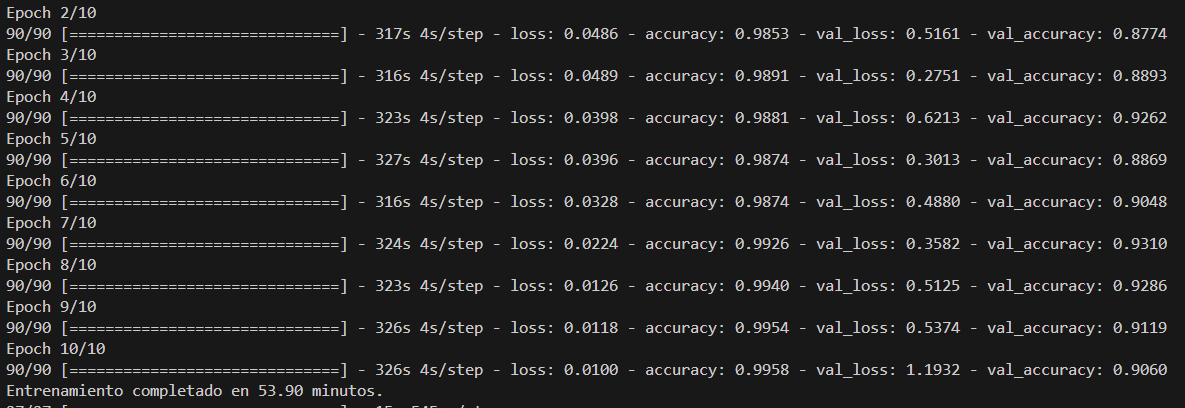 Epoch 2/10
90/90 [==============================] - 317s 4s/step - loss: 0.0486 - accuracy: 0.9853 - val_loss: 0.5161 - val_accuracy: 0.8774
Epoch 3/10
90/90 [==============================] - 316s 4s/step - loss: 0.0489 - accuracy: 0.9891 - val_loss: 0.2751 - val_accuracy: 0.8893
Epoch 4/10
90/90 [==============================] - 323s 4s/step - loss: 0.0398 - accuracy: 0.9881 - val_loss: 0.6213 - val_accuracy: 0.9262
Epoch 5/10
90/90 [==============================] - 327s 4s/step - loss: 0.0396 - accuracy: 0.9874 - val_loss: 0.3013 - val_accuracy: 0.8869
Epoch 6/10
90/90 [==============================] - 316s 4s/step - loss: 0.0328 - accuracy: 0.9874 - val_loss: 0.4880 - val_accuracy: 0.9048
Epoch 7/10
90/90 [==============================] - 324s 4s/step - loss: 0.0224 - accuracy: 0.9926 - val_loss: 0.3582 - val_accuracy: 0.9310
Epoch 8/10
90/90 [==============================] - 323s 4s/step - loss: 0.0126 - accuracy: 0.9940 - val_loss: 0.5125 - val_accuracy: 0.9286
Epoch 9/10
90/90 [==============================] - 326s 4s/step - loss: 0.0118 - accuracy: 0.9954 - val_loss: 0.5374 - val_accuracy: 0.9119
Epoch 10/10
90/90 [==============================] - 326s 4s/step - loss: 0.0100 - accuracy: 0.9958 - val_loss: 1.1932 - val_accuracy: 0.9060
Entrenamiento completado en 53.90 minutos.